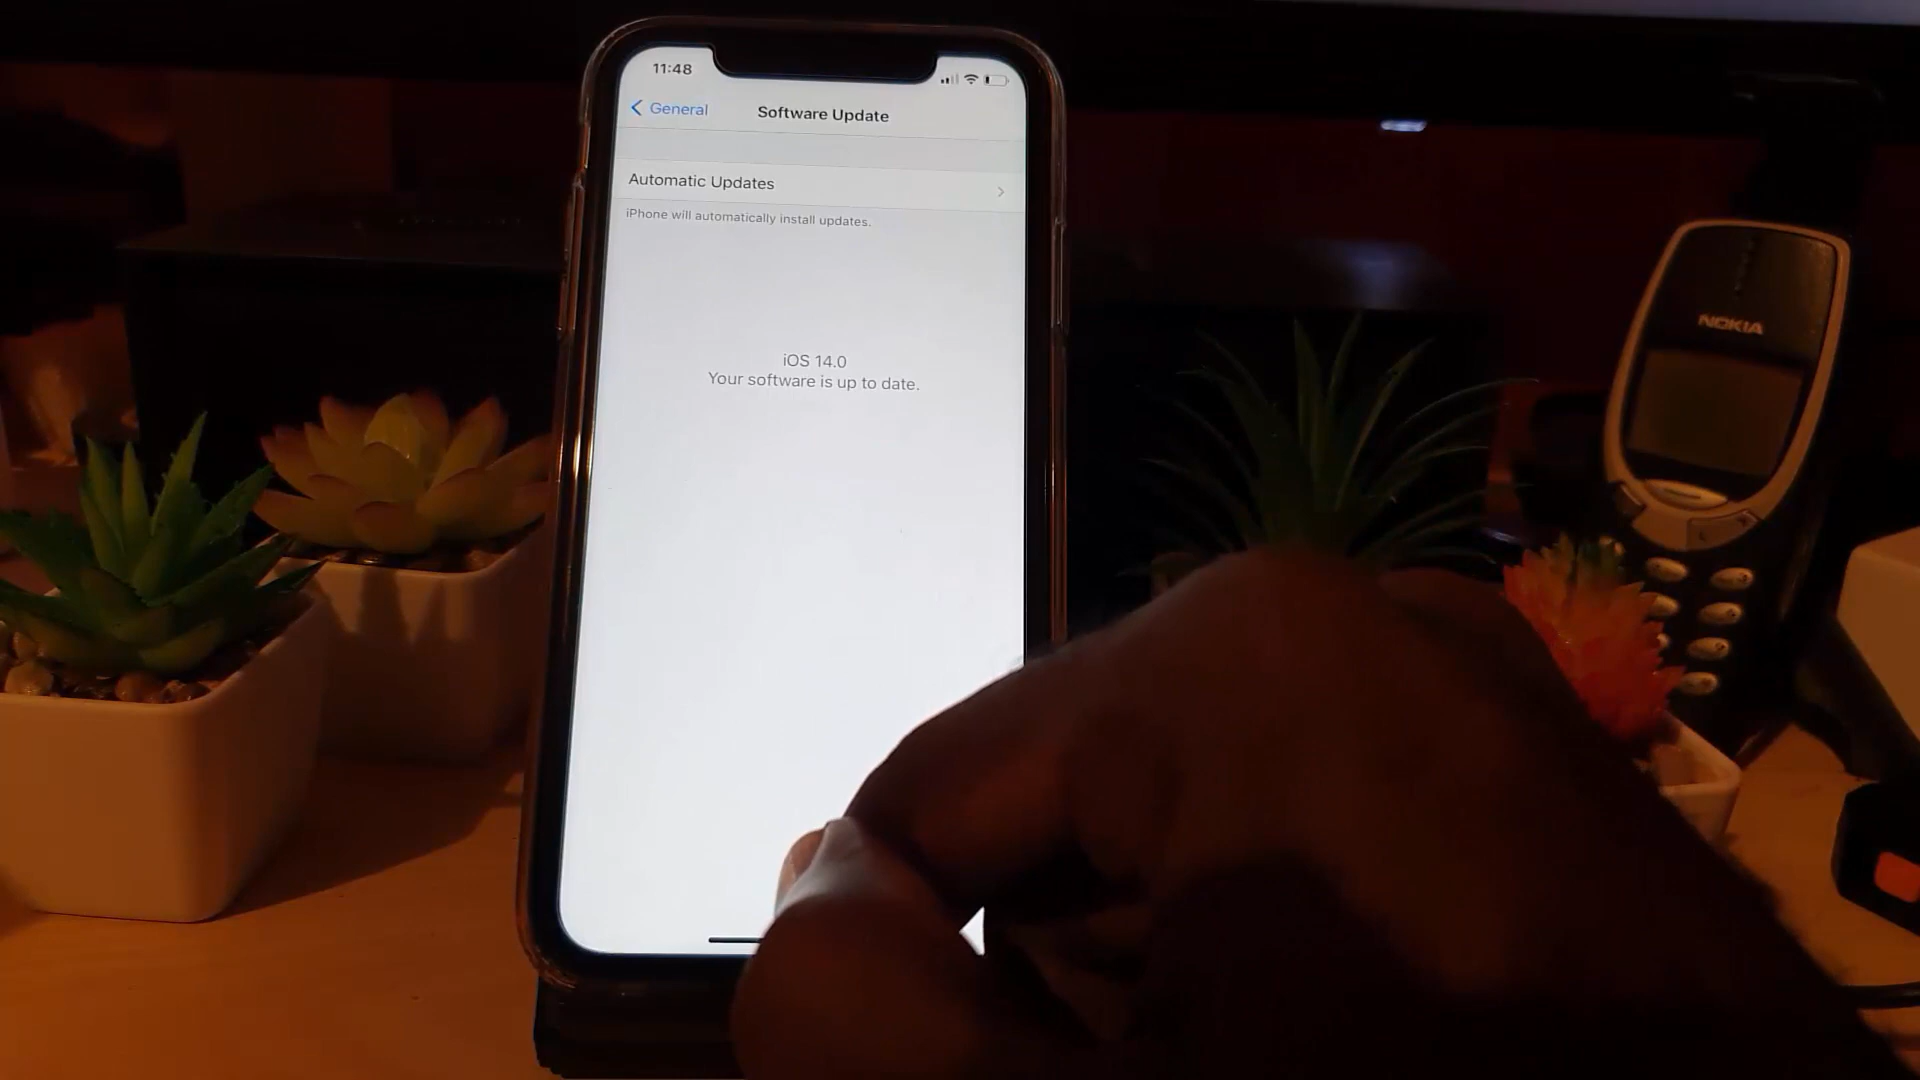 11:48
General
Software Update
Automatic Updates
iPhone will automatically install updates.
iOS 14.0
Your software is up to date.
NOKIA